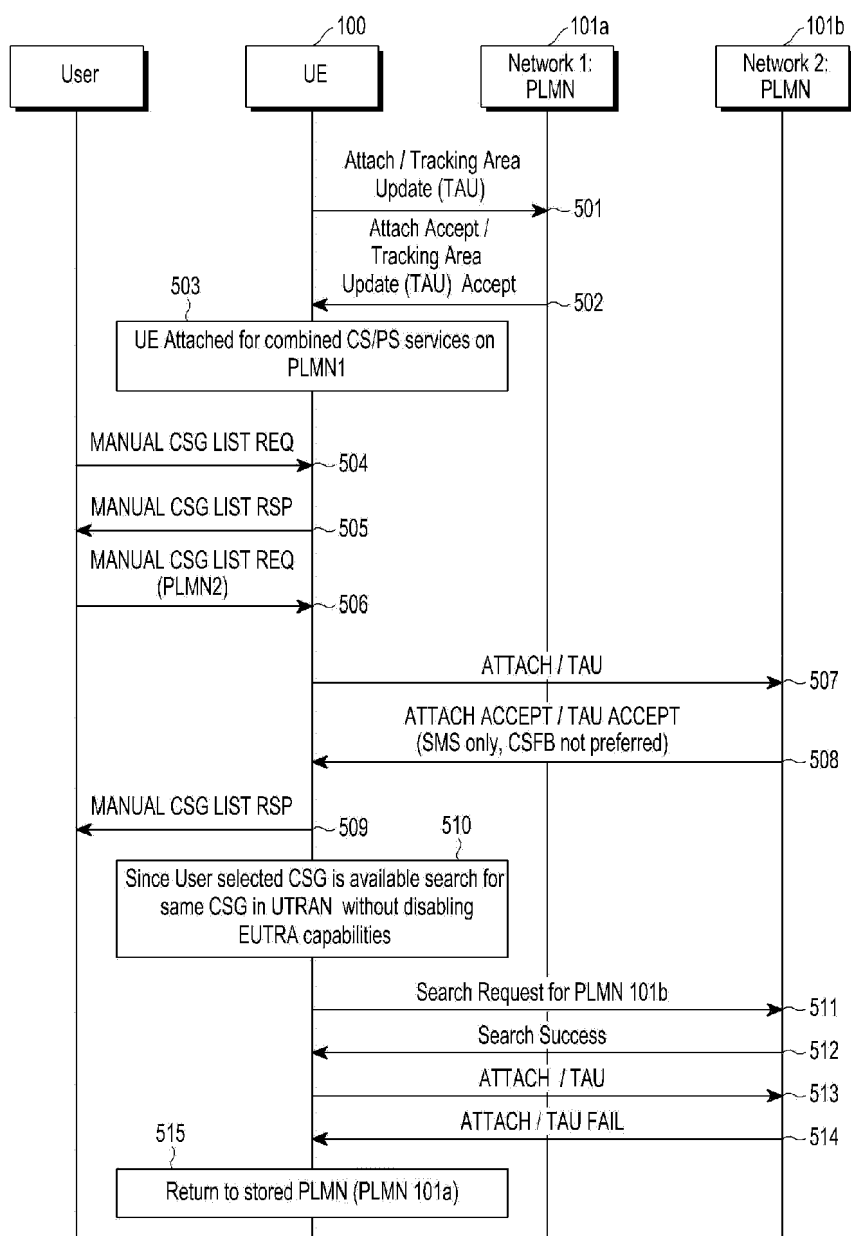 100
101a
101b
User
UE
Network 1:
PLMN
Network 2:
PLMN
Attach / Tracking Area
Update (TAU)
501
Attach Accept /
Tracking Area
Update (TAU) Accept
502
503
UE Attached for combined CS/PS services on
PLMN1
MANUAL CSG LIST REQ
504
MANUAL CSG LIST RSP
505
MANUAL CSG LIST REQ
(PLMN2)
506
ATTACH / TAU
507
ATTACH ACCEPT / TAU ACCEPT
(SMS only, CSFB not preferred)
508
MANUAL CSG LIST RSP
509
510
Since User selected CSG is available search for
same CSG in UTRAN without disabling
EUTRA capabilities
Search Request for PLMN 101b
511
Search Success
512
ATTACH / TAU
513
ATTACH / TAU FAIL
514
515
Return to stored PLMN (PLMN 101a)